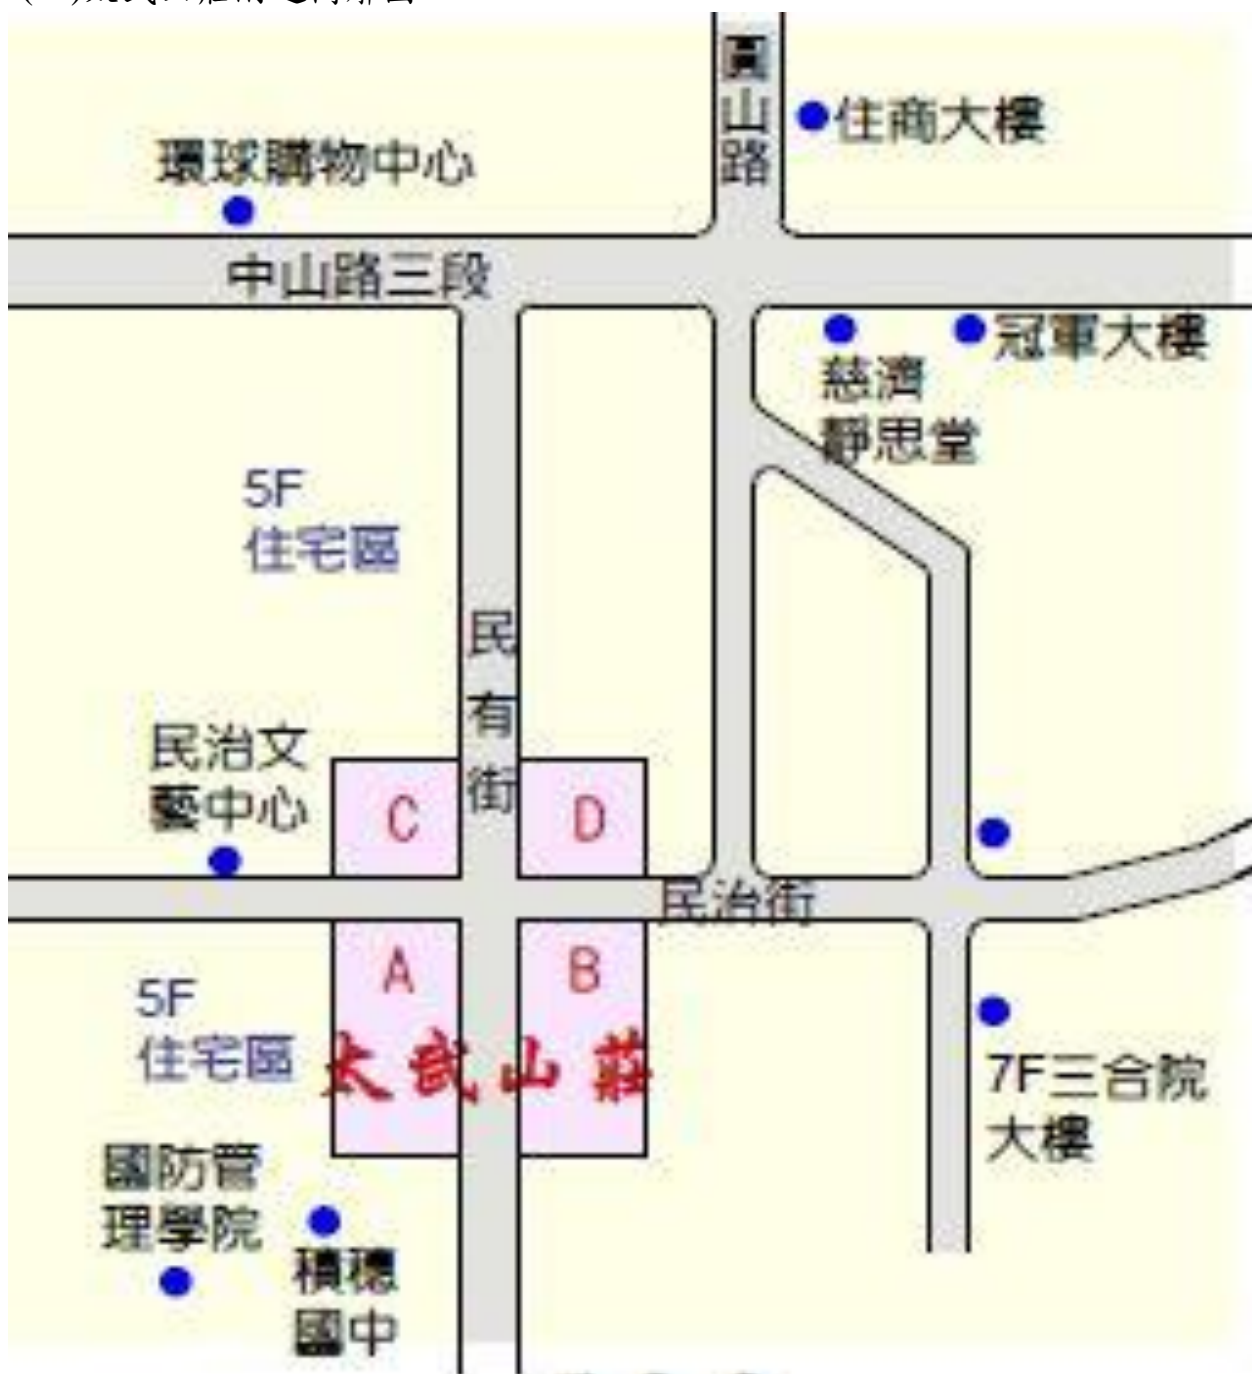 圓山路
住商大樓
環球購物中心
中山路三段
冠軍大樓
慈濟
靜思堂
5F
住宅區
民有街
民治文
藝中心
C
D
民治街
A
B
5F
住宅區
太武山莊
7F三合院
大樓
國防管
理學院
積穗
國中